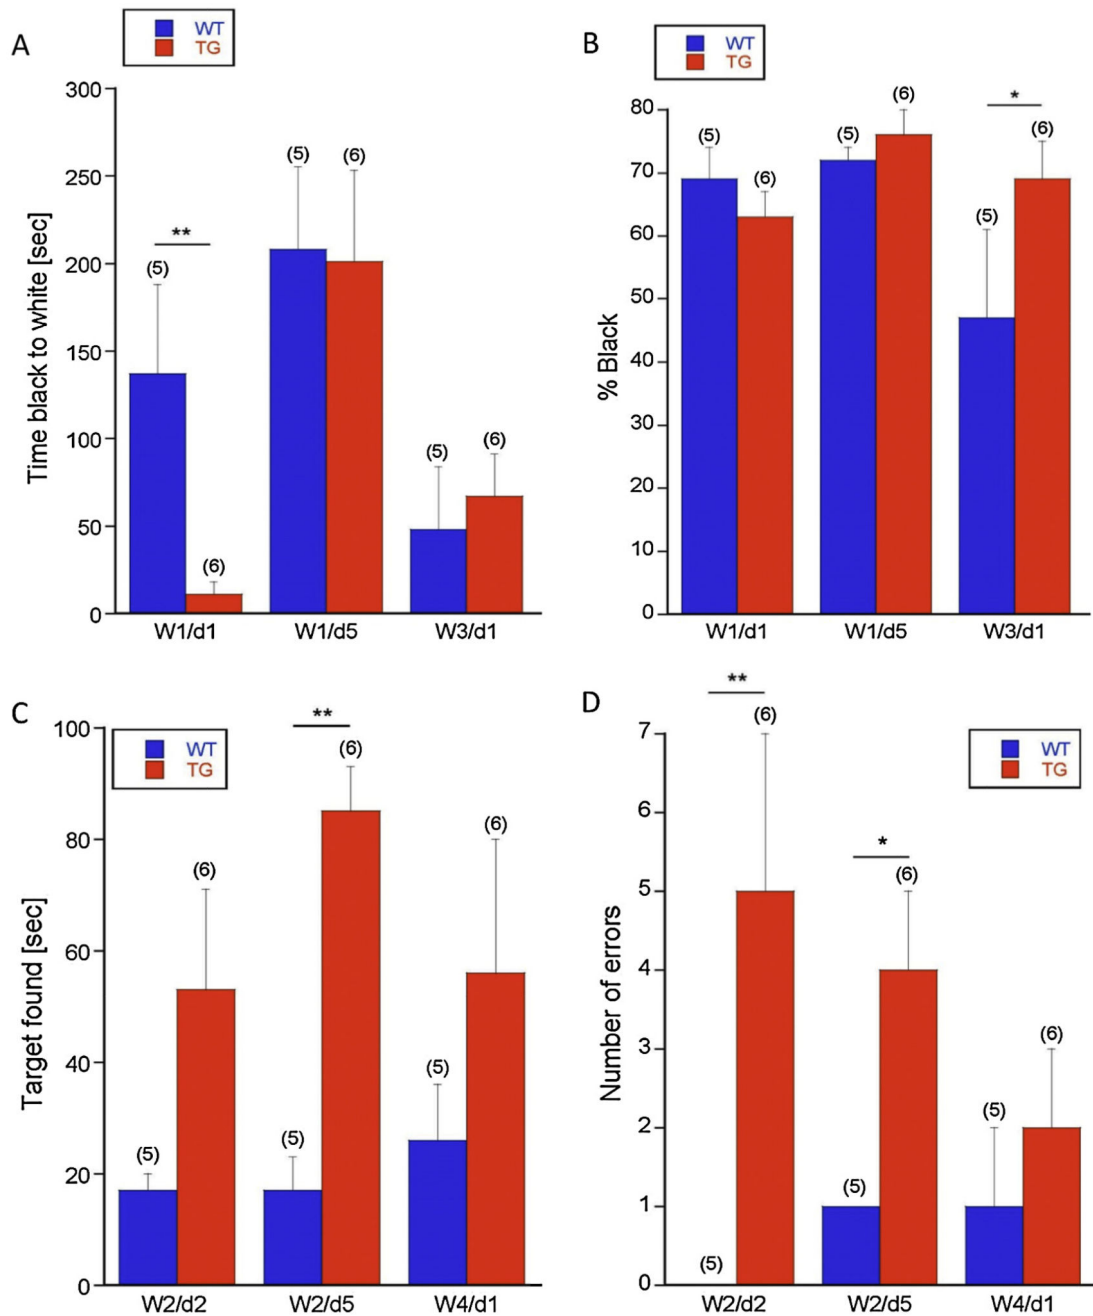 A
WT
TG
Time black to white [sec]
300
250
200
150
100
50
0
**
(5)
(6)
(5)
(6)
(5)
(6)
W1/d1
W1/d5
W3/d1
B
WT
TG
% Black
80
70
60
50
40
30
20
10
0
*
(5)
(6)
(5)
(6)
(5)
(6)
W1/d1
W1/d5
W3/d1
C
WT
TG
Target found [sec]
100
80
60
40
20
0
**
(5)
(6)
(5)
(6)
(5)
(6)
W2/d2
W2/d5
W4/d1
D
WT
TG
Number of errors
7
6
5
4
3
2
1
0
**
*
(5)
(6)
(5)
(6)
(5)
(6)
W2/d2
W2/d5
W4/d1